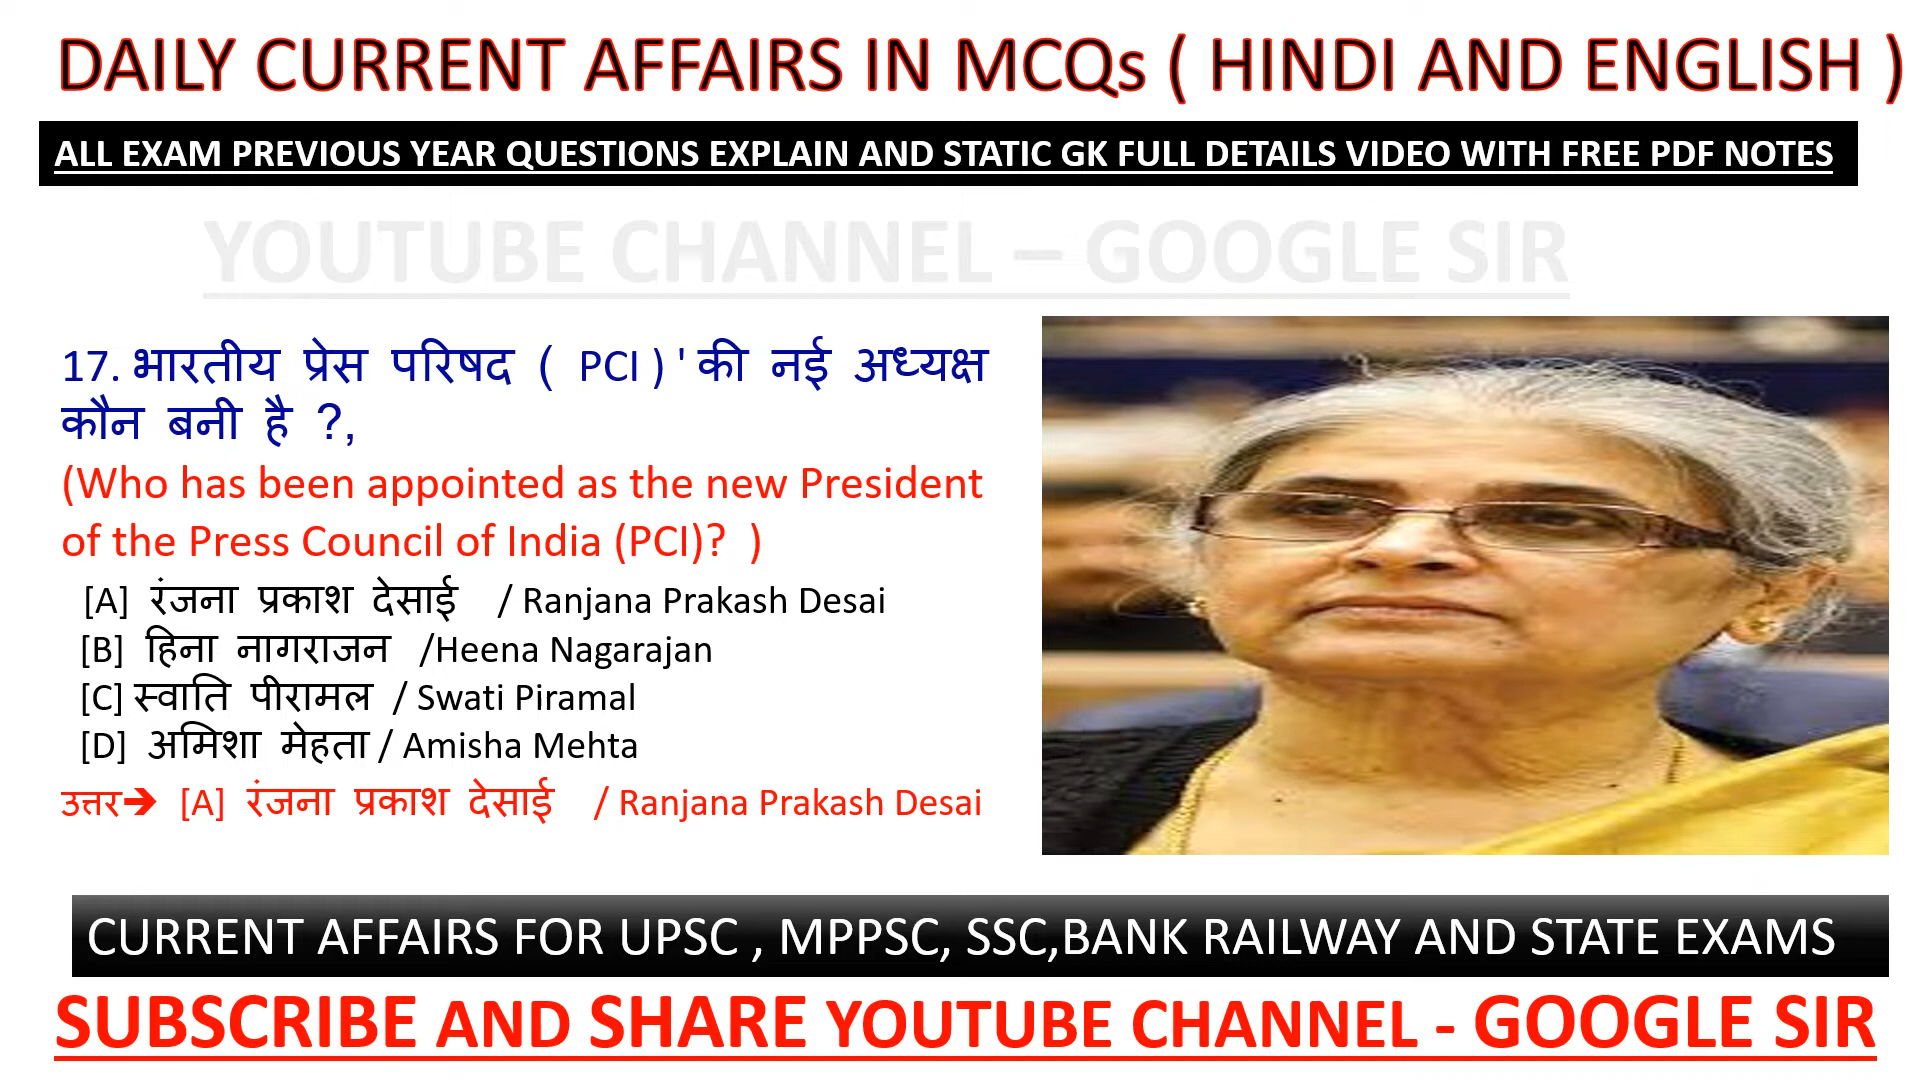 DAILY CURRENT AFFAIRS IN MCQs ( HINDI AND ENGLISH )
ALL EXAM PREVIOUS YEAR QUESTIONS EXPLAIN AND STATIC GK FULL DETAILS VIDEO WITH FREE PDF NOTES
YOUTUBE CHANNEL – GOOGLE SIR
17. भारतीय प्रेस परिषद ( PCI ) ' की नई अध्यक्ष
कौन बनी है ?,
(Who has been appointed as the new President
of the Press Council of India (PCI)? )
[A] रंजना प्रकाश देसाई / Ranjana Prakash Desai
[B] हिना नागराजन /Heena Nagarajan
[C] स्वाति पीरामल / Swati Piramal
[D] अमिशा मेहता / Amisha Mehta
उत्तर➔ [A] रंजना प्रकाश देसाई / Ranjana Prakash Desai
CURRENT AFFAIRS FOR UPSC , MPPSC, SSC,BANK RAILWAY AND STATE EXAMS
SUBSCRIBE AND SHARE YOUTUBE CHANNEL - GOOGLE SIR